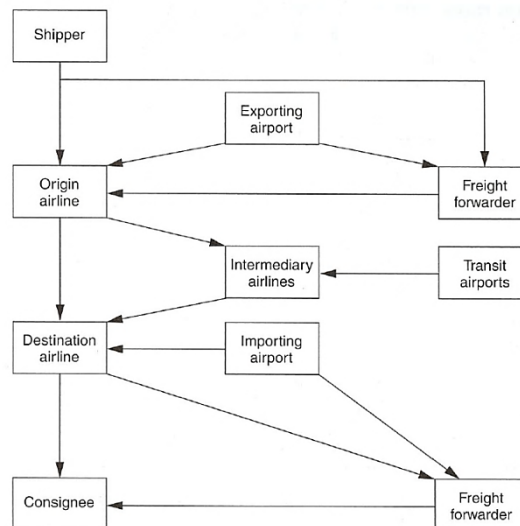 Shipper
Exporting
airport
Origin
airline
Freight
forwarder
Intermediary
airlines
Transit
airports
Destination
airline
Importing
airport
Consignee
Freight
forwarder